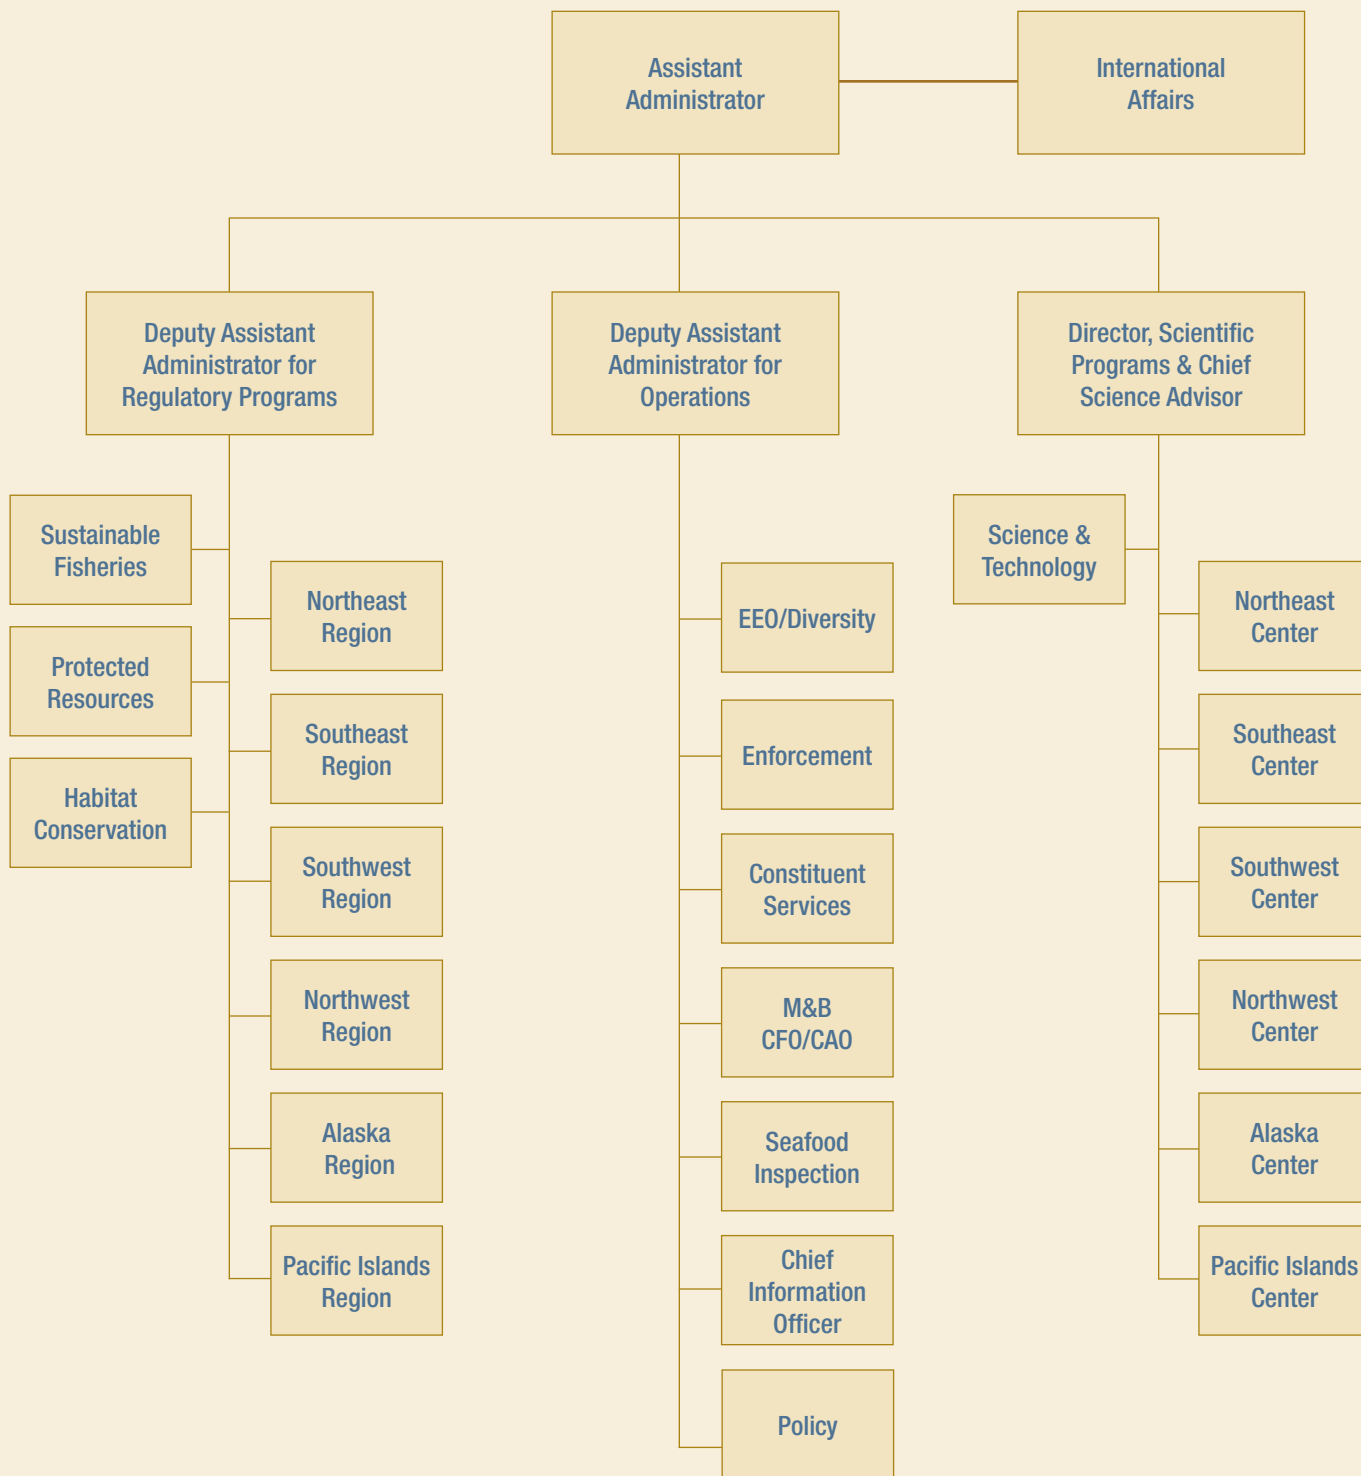 Assistant
Administrator
International
Affairs
Deputy Assistant
Administrator for
Regulatory Programs
Deputy Assistant
Administrator for
Operations
Director, Scientific
Programs & Chief
Science Advisor
Sustainable
Fisheries
Protected
Resources
Habitat
Conservation
Northeast
Region
Southeast
Region
Southwest
Region
Northwest
Region
Alaska
Region
Pacific Islands
Region
EEO/Diversity
Enforcement
Constituent
Services
M&B
CFO/CAO
Seafood
Inspection
Chief
Information
Officer
Policy
Science &
Technology
Northeast
Center
Southeast
Center
Southwest
Center
Northwest
Center
Alaska
Center
Pacific Islands
Center